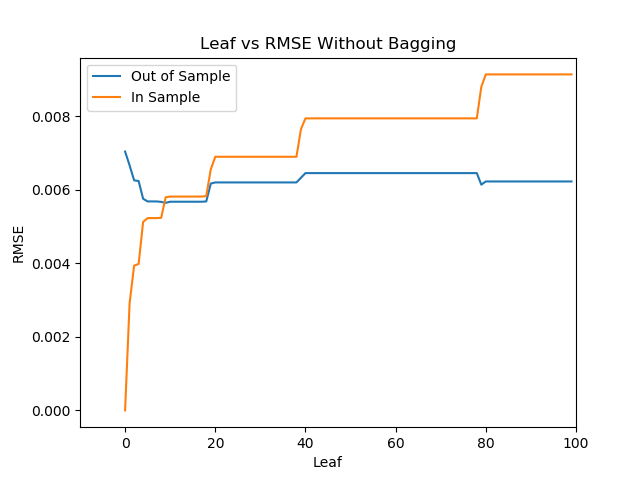 Leaf vs RMSE Without Bagging
Out of Sample
In Sample
0.008
0.006
0.004
0.002
0.000
RMSE
0 20 40 60 80 100
Leaf